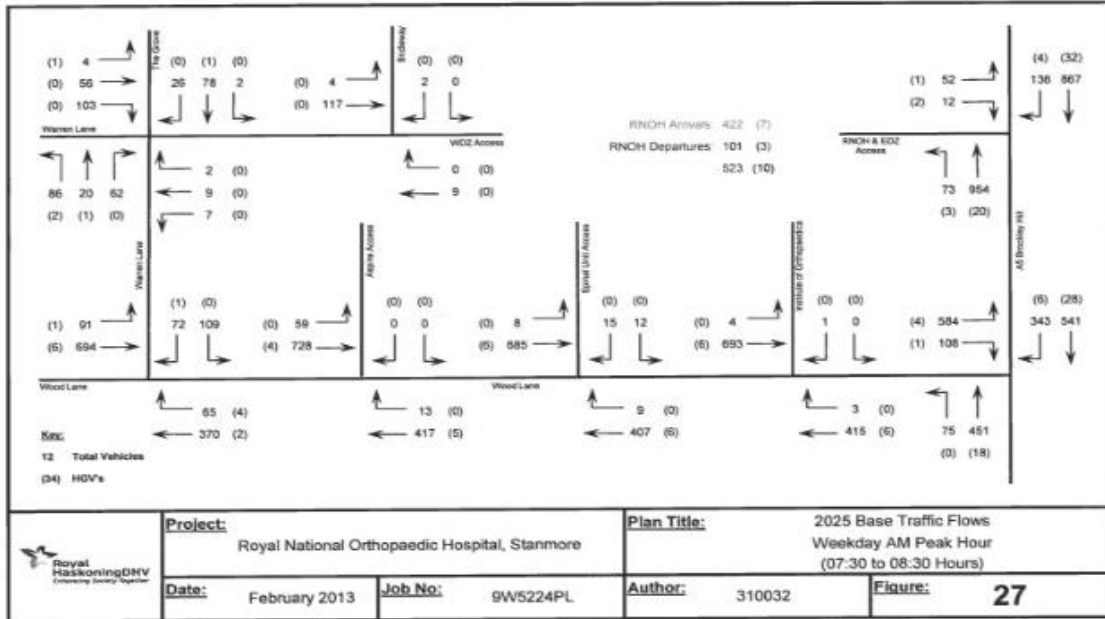 (1) 4
(0) 56
(0) 103
Warren Lane
The Grove
(0) (1) (0)
26 78 2
(0) 4
(0) 117
Bridleway
(0) (0)
2 0
WDZ Access
RNOH Arrivals: 422 (7)
RNOH Departures: 101 (3)
523 (10)
(1) 52
(2) 12
RNOH & EDZ
Access
(4) (32)
136 867
86 20 62
(2) (1) (0)
2 (0)
9 (0)
7 (0)
0 (0)
9 (0)
73 984
(3) (20)
A5 Brockley Hill
Warren Lane
(1) 91
(6) 694
(1) (0)
72 109
(0) 59
(4) 728
Aspire Access
(0) (0)
0 0
(0) 8
(6) 685
Spinal Unit Access
(0) (0)
15 12
(0) 4
(6) 693
Institute of Orthopaedics
(0) (0)
1 0
(4) 584
(1) 108
(6) (28)
343 541
Wood Lane
Wood Lane
65 (4)
370 (2)
13 (0)
417 (5)
9 (0)
407 (6)
3 (0)
415 (6)
75 451
(0) (18)
Key:
12 Total Vehicles
(34) HGV's
Royal
HaskoningDHV
Enhancing Society Together
Project:
Royal National Orthopaedic Hospital, Stanmore
Plan Title:
2025 Base Traffic Flows
Weekday AM Peak Hour
(07:30 to 08:30 Hours)
Date: February 2013
Job No: 9W5224PL
Author: 310032
Figure: 27